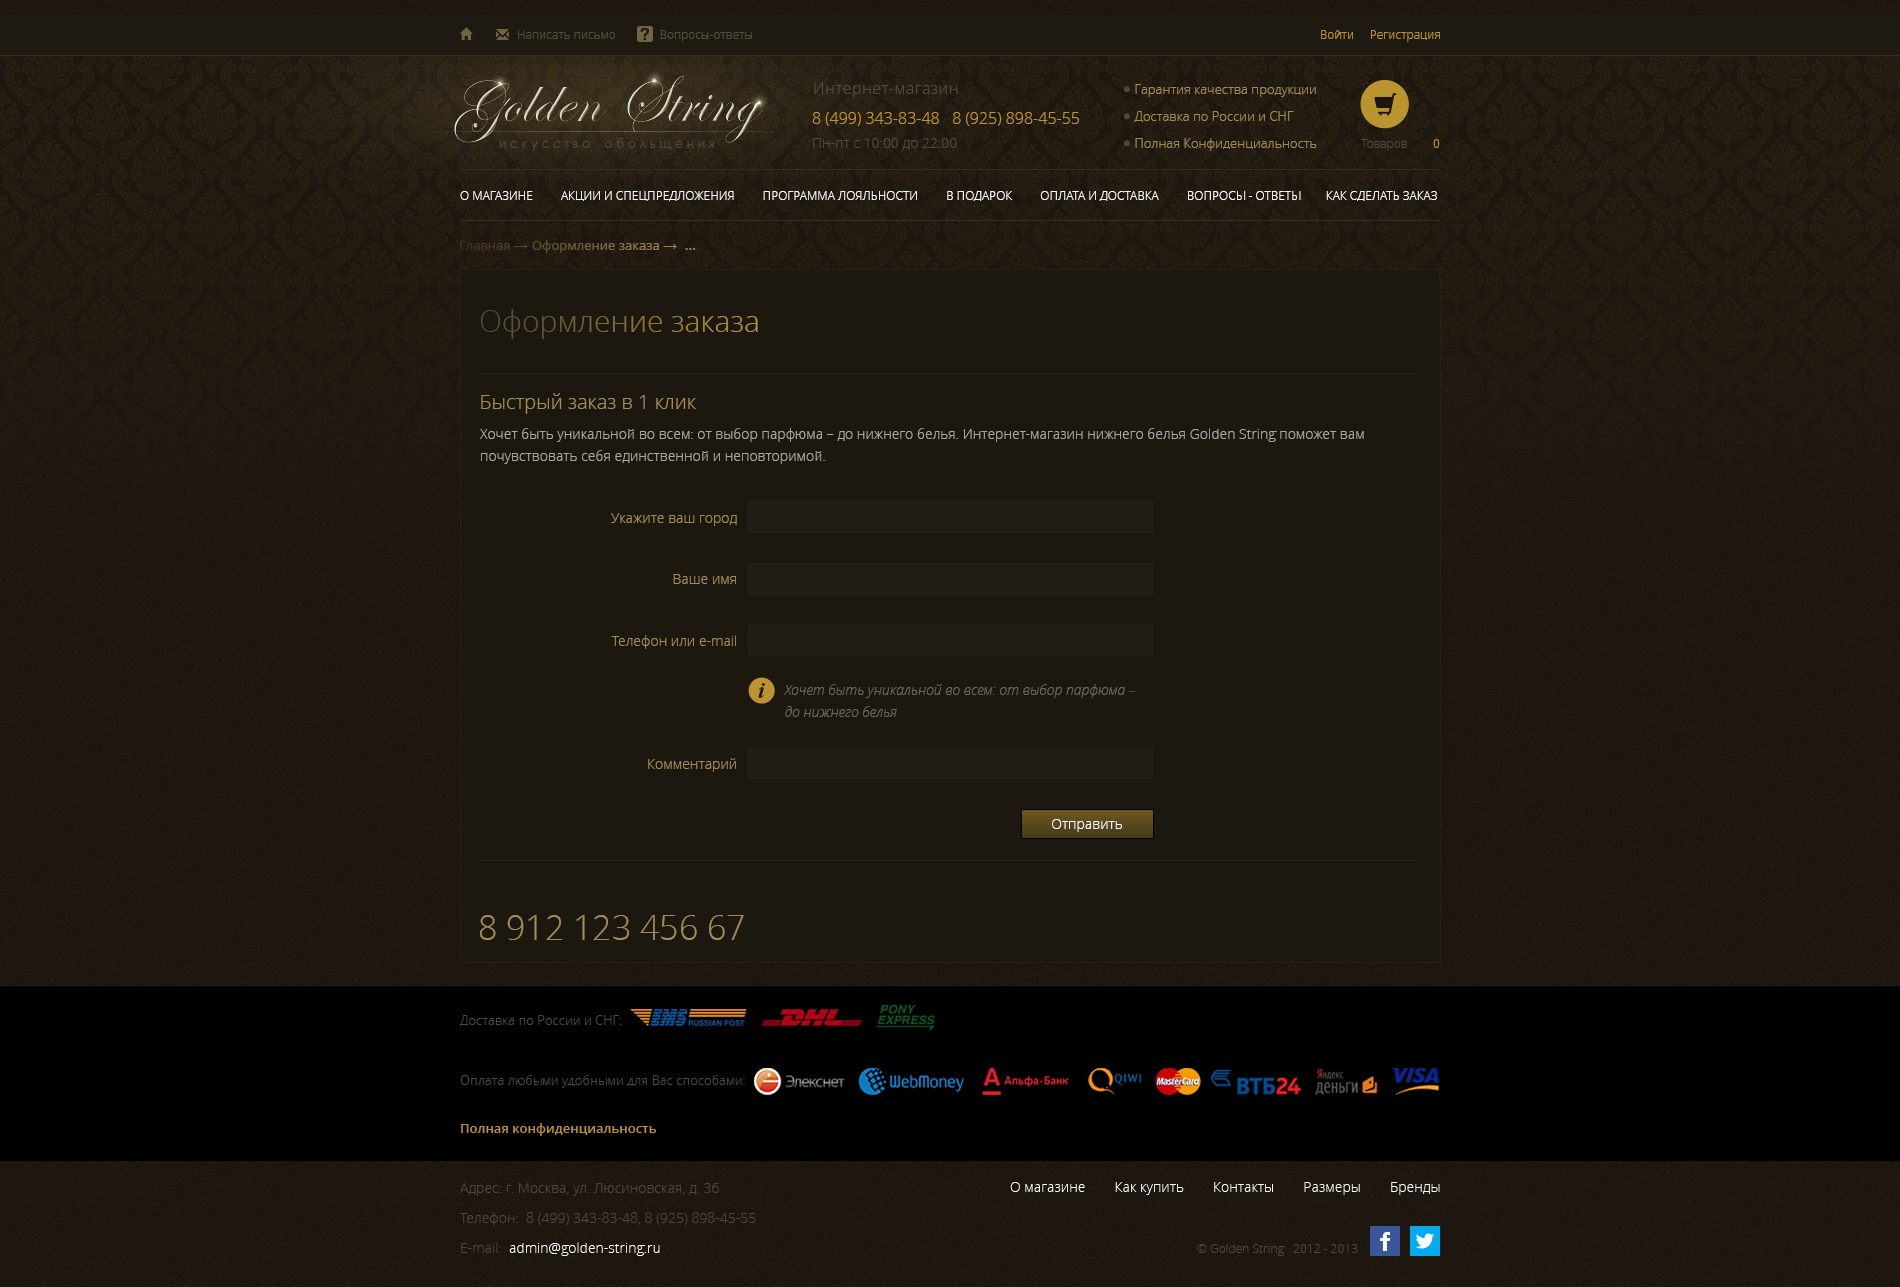 Написать письмо
Вопросы-ответы
Войти
Регистрация
Golden String
искусство обольщения
Интернет-магазин
8 (499) 343-83-48 8 (925) 898-45-55
Пн-пт с 10:00 до 22:00
Гарантия качества продукции
Доставка по России и СНГ
Полная Конфиденциальность
Товаров 0
О МАГАЗИНЕ
АКЦИИ И СПЕЦПРЕДЛОЖЕНИЯ
ПРОГРАММА ЛОЯЛЬНОСТИ
В ПОДАРОК
ОПЛАТА И ДОСТАВКА
ВОПРОСЫ - ОТВЕТЫ
КАК СДЕЛАТЬ ЗАКАЗ
Главная → Оформление заказа → ...
Оформление заказа
Быстрый заказ в 1 клик
Хочет быть уникальной во всем: от выбор парфюма – до нижнего белья. Интернет-магазин нижнего белья Golden String поможет вам
почувствовать себя единственной и неповторимой.
Укажите ваш город
Ваше имя
Телефон или e-mail
Хочет быть уникальной во всем: от выбор парфюма –
до нижнего белья
Комментарий
Отправить
8 912 123 456 67
Доставка по России и СНГ:
EMS RUSSIAN POST
DHL
PONY EXPRESS
Оплата любыми удобными для Вас способами:
Элекснет
WebMoney
Альфа·Банк
QIWI
MasterCard
ВТБ24
Яндекс деньги
VISA
Полная конфиденциальность
Адрес: г. Москва, ул. Люсиновская, д. 36
Телефон: 8 (499) 343-83-48, 8 (925) 898-45-55
E-mail: admin@golden-string.ru
О магазине
Как купить
Контакты
Размеры
Бренды
© Golden String 2012 - 2013